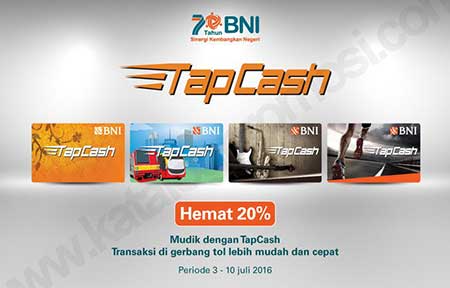 70 BNI
Tahun
Sinergi Kembangkan Negeri
TapCash
BNI
TapCash
BNI
TapCash
BNI
TapCash
BNI
TapCash
Hemat 20%
Mudik dengan TapCash
Transaksi di gerbang tol lebih mudah dan cepat
Periode 3 - 10 juli 2016